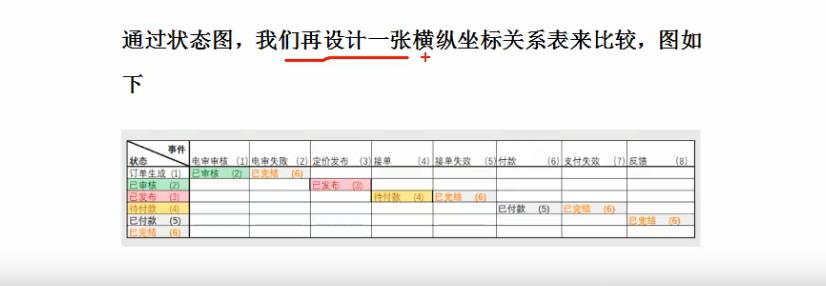 通过状态图，我们再设计一张横纵坐标关系表来比较，图如
下
事件
状态 电审审核 (1) 电审失败 (2) 定价发布 (3) 接单 (4) 接单失效 (5) 付款 (6) 支付失效 (7) 反馈 (8)
订单生成 (1) 已审核 (2) 已完结 (6)
已审核 (2) 已发布 (3)
已发布 (3) 待付款 (4) 已完结 (6)
待付款 (4) 已付款 (5) 已完结 (6)
已付款 (5) 已完结 (6)
已完结 (6)